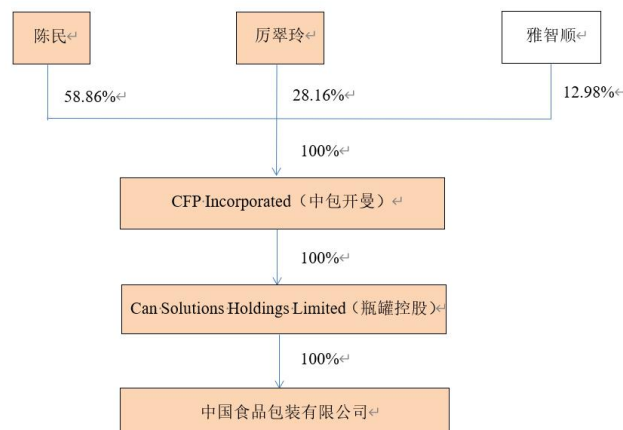 陈民
厉翠玲
雅智顺
58.86%
28.16%
12.98%
100%
CFP Incorporated（中包开曼）
100%
Can Solutions Holdings Limited（瓶罐控股）
100%
中国食品包装有限公司